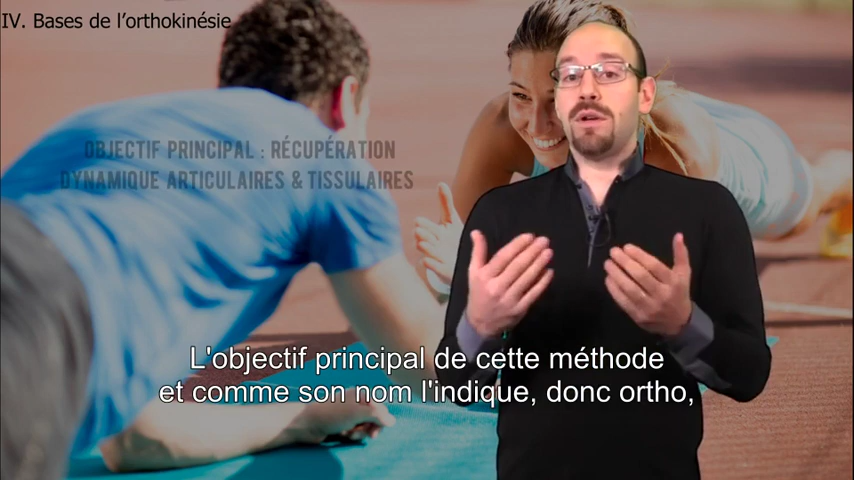 IV. Bases de l'orthokinésie
OBJECTIF PRINCIPAL : RÉCUPÉRATION
DYNAMIQUE ARTICULAIRES & TISSULAIRES
L'objectif principal de cette méthode
et comme son nom l'indique, donc ortho,